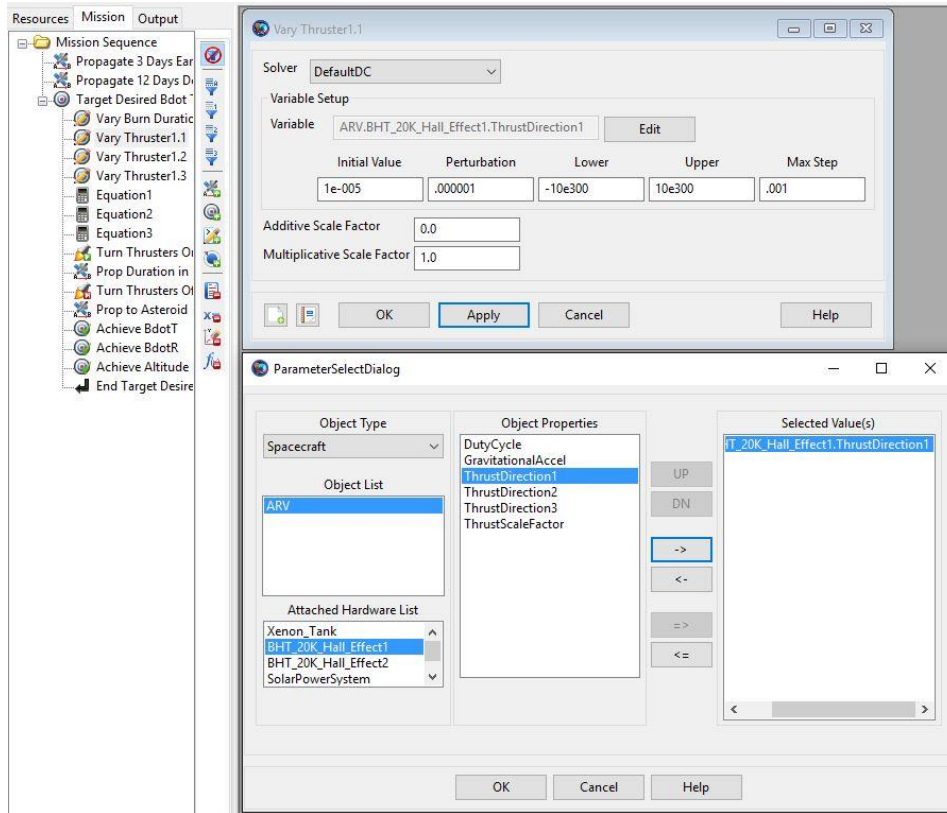 Resources Mission Output
Mission Sequence
Propagate 3 Days Ear
Propagate 12 Days D
Target Desired Bdot
Vary Burn Duratic
Vary Thruster1.1
Vary Thruster1.2
Vary Thruster1.3
Equation1
Equation2
Equation3
Turn Thrusters O
Prop Duration in
Turn Thrusters Of
Prop to Asteroid
Achieve BdotT
Achieve BdotR
Achieve Altitude
End Target Desire
Vary Thruster1.1
Solver DefaultDC
Variable Setup
Variable ARV.BHT_20K_Hall_Effect1.ThrustDirection1 Edit
Initial Value Perturbation Lower Upper Max Step
1e-005 .000001 -10e300 10e300 .001
Additive Scale Factor 0.0
Multiplicative Scale Factor 1.0
OK Apply Cancel Help
ParameterSelectDialog
Object Type Object Properties Selected Value(s)
Spacecraft
Object List
ARV
Attached Hardware List
Xenon_Tank
BHT_20K_Hall_Effect1
BHT_20K_Hall_Effect2
SolarPowerSystem
DutyCycle
GravitationalAccel
ThrustDirection1
ThrustDirection2
ThrustDirection3
ThrustScaleFactor
UP
DN
->
<-
=>
<=
HT_20K_Hall_Effect1.ThrustDirection1
OK Cancel Help